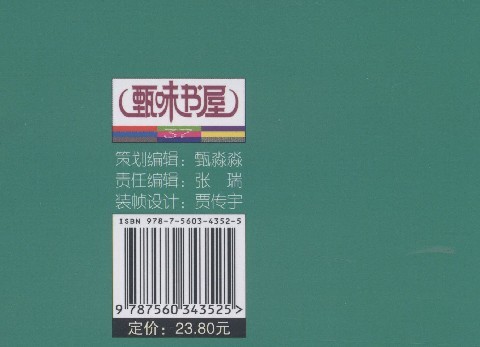 甄味书屋
37
策划编辑：甄淼淼
责任编辑：张 瑞
装帧设计：贾传宇
ISBN 978-7-5603-4352-5
9 787560 343525>
定价：23.80元